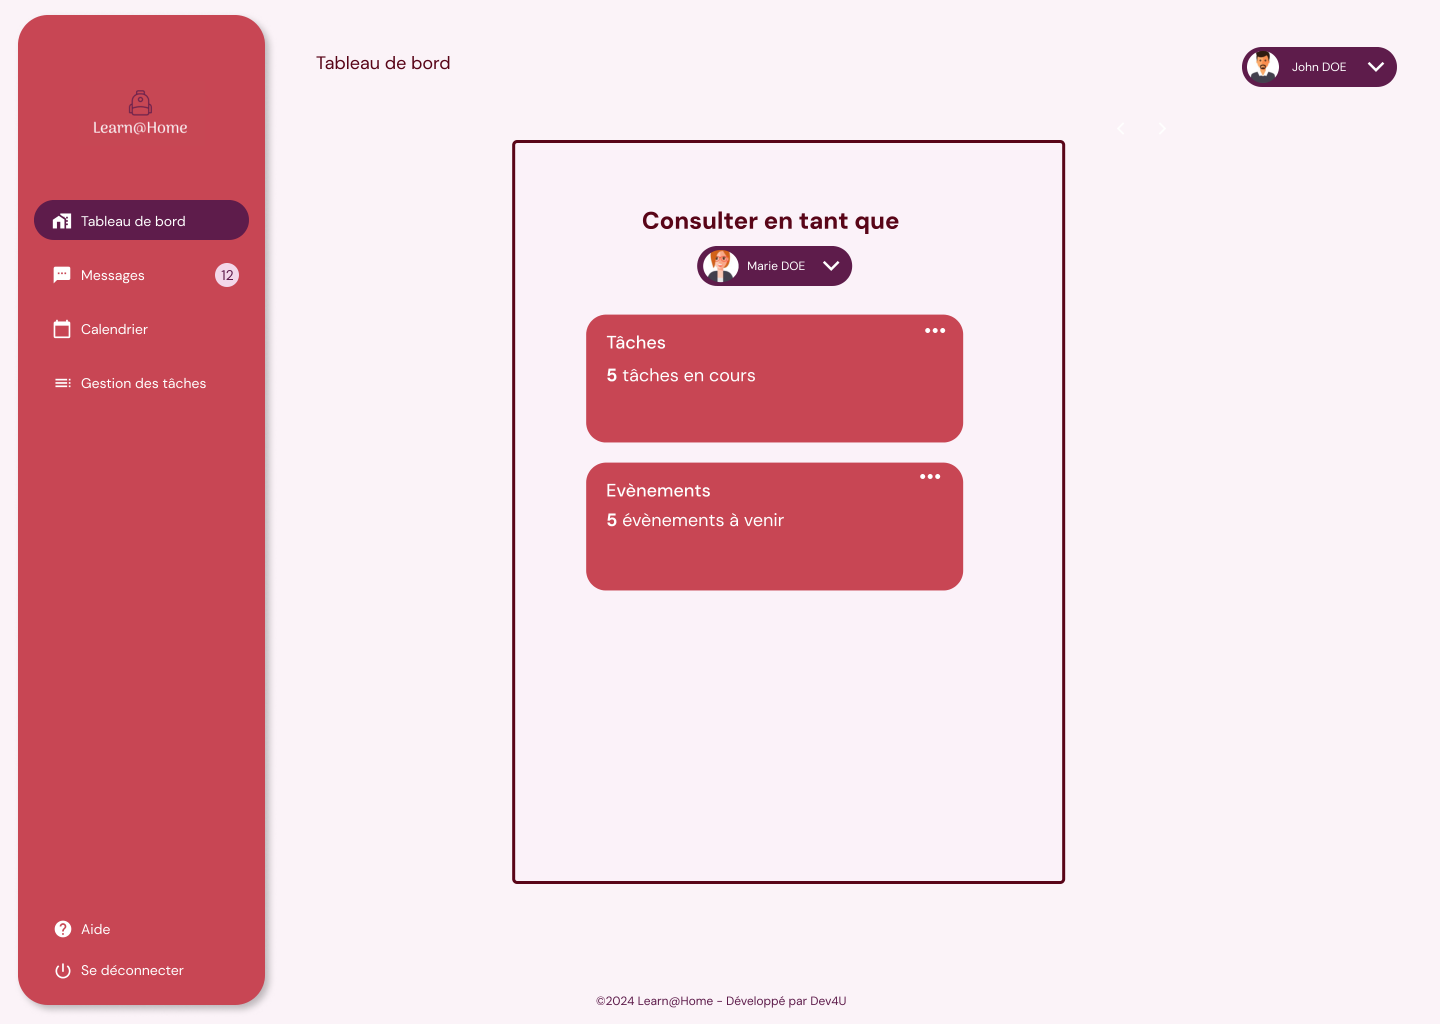 Learn@Home
Tableau de bord
Messages
12
Calendrier
Gestion des tâches
Aide
Se déconnecter
Tableau de bord
John DOE
Consulter en tant que
Marie DOE
Tâches
5 tâches en cours
Evènements
5 évènements à venir
©2024 Learn@Home - Développé par Dev4U